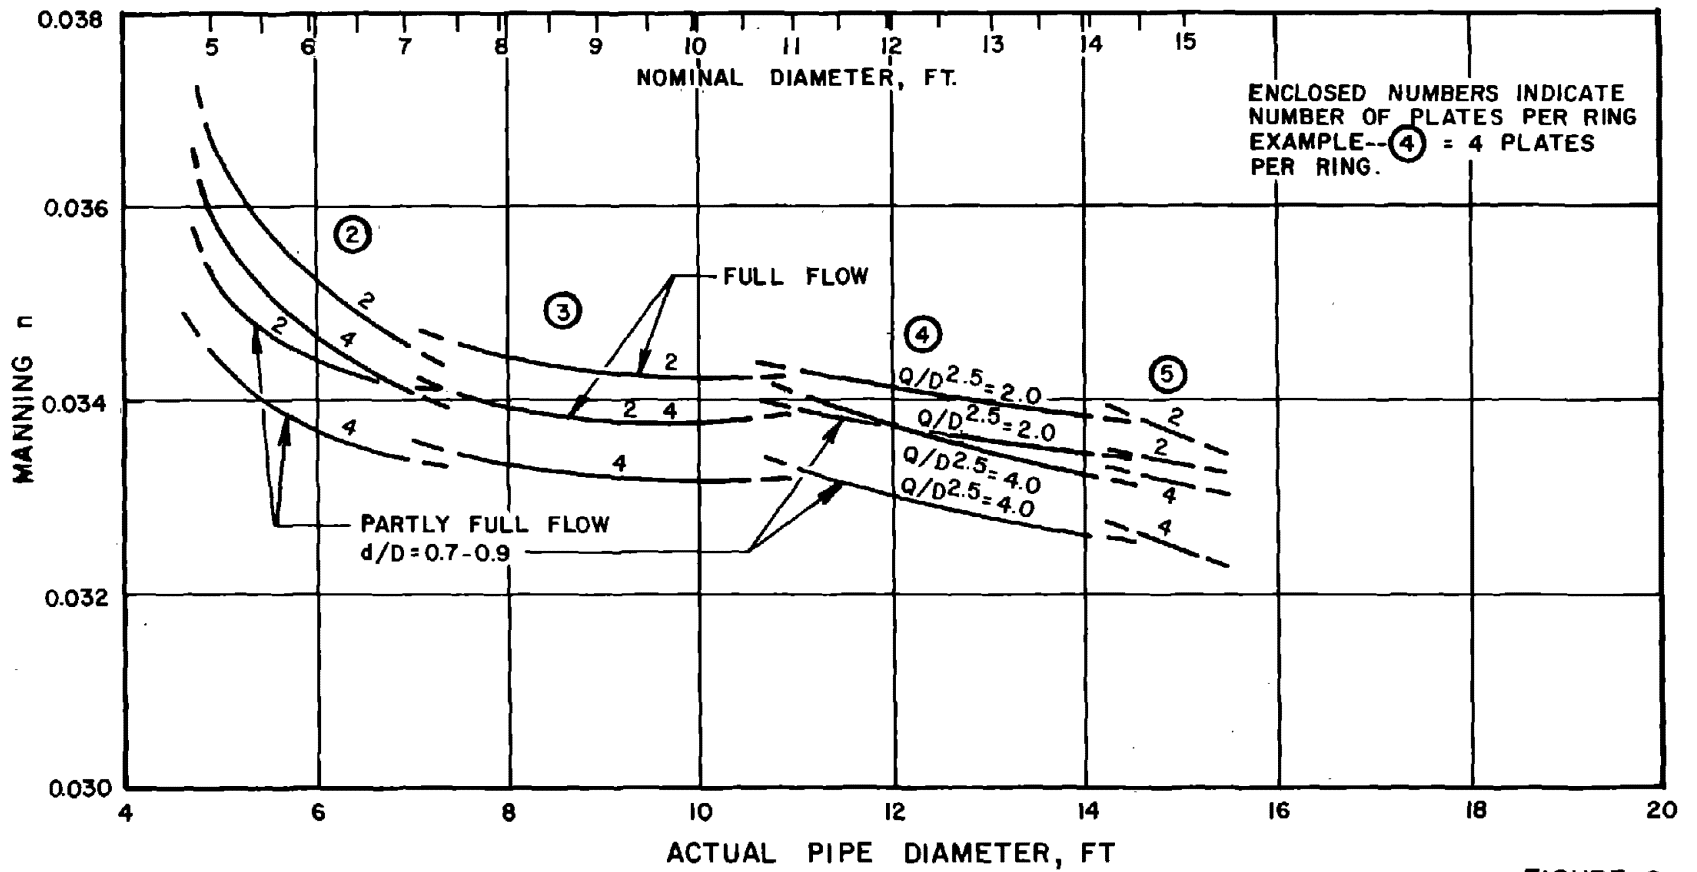 0.038
5 6 7 8 9 10 11 12 13 14 15
NOMINAL DIAMETER, FT.
ENCLOSED NUMBERS INDICATE
NUMBER OF PLATES PER RING
EXAMPLE--④ = 4 PLATES
PER RING.
0.036
②
2
FULL FLOW
③
④
⑤
2
4
2
Q/D2.5=2.0
2
0.034
2 4
Q/D2.5=2.0
2
4
4
Q/D2.5=4.0
4
Q/D2.5=4.0
4
MANNING n
PARTLY FULL FLOW
d/D=0.7-0.9
0.032
0.030
4 6 8 10 12 14 16 18 20
ACTUAL PIPE DIAMETER, FT